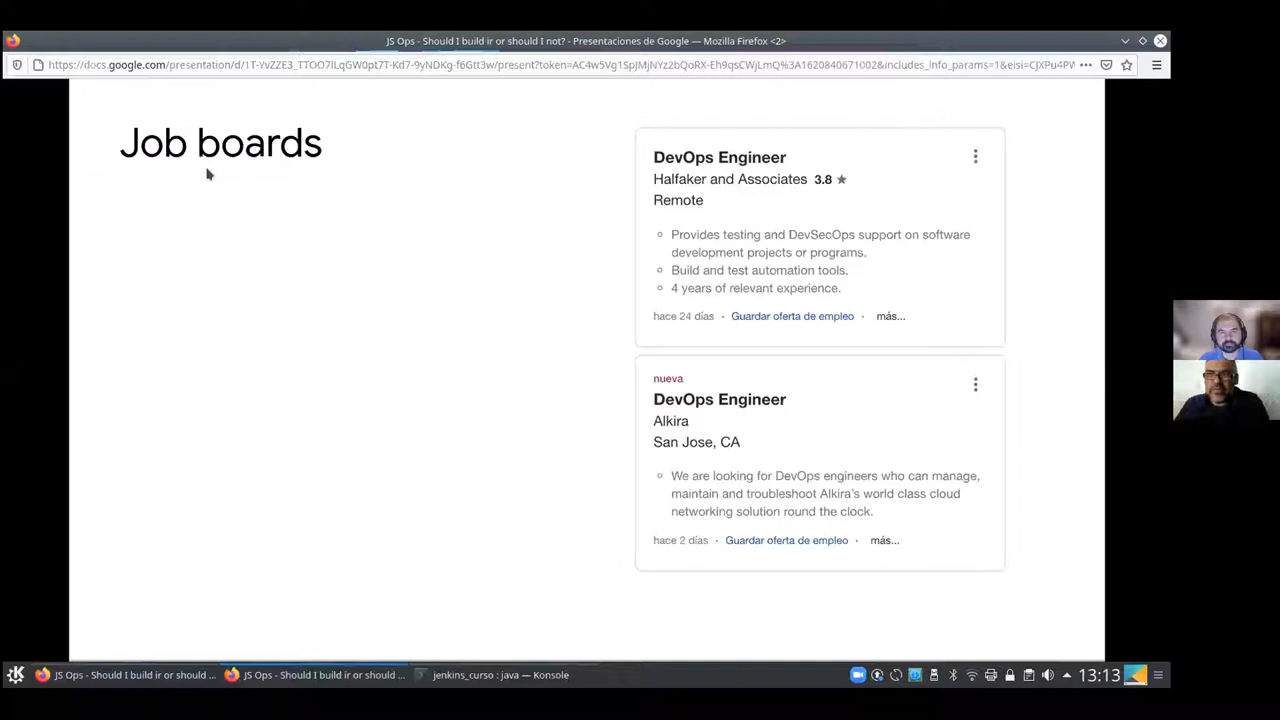 JS Ops - Should I build ir or should I not? - Presentaciones de Google — Mozilla Firefox <2>
Job boards
DevOps Engineer
Halfaker and Associates 3.8 ★
Remote
Provides testing and DevSecOps support on software
development projects or programs.
Build and test automation tools.
4 years of relevant experience.
hace 24 días · Guardar oferta de empleo · más...
nueva
DevOps Engineer
Alkira
San Jose, CA
We are looking for DevOps engineers who can manage,
maintain and troubleshoot Alkira's world class cloud
networking solution round the clock.
hace 2 días · Guardar oferta de empleo · más...
JS Ops - Should I build ir or should ... JS Ops - Should I build ir or should ... jenkins_curso : java — Konsole 13:13